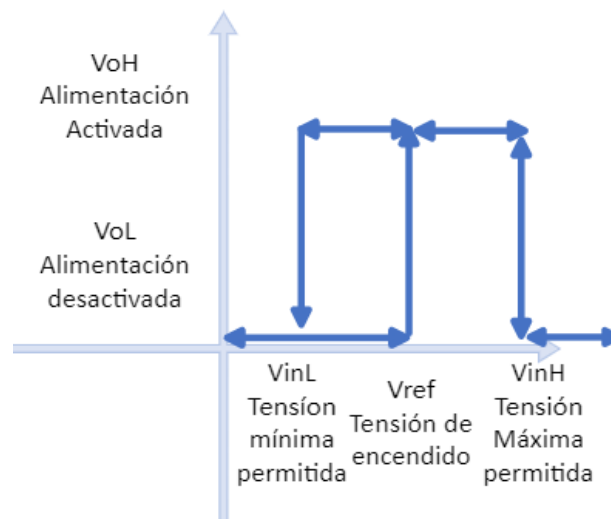 VoH
Alimentación
Activada
VoL
Alimentación
desactivada
VinL
Tensíon
mínima
permitida
Vref
Tensión de
encendido
VinH
Tensión
Máxima
permitida